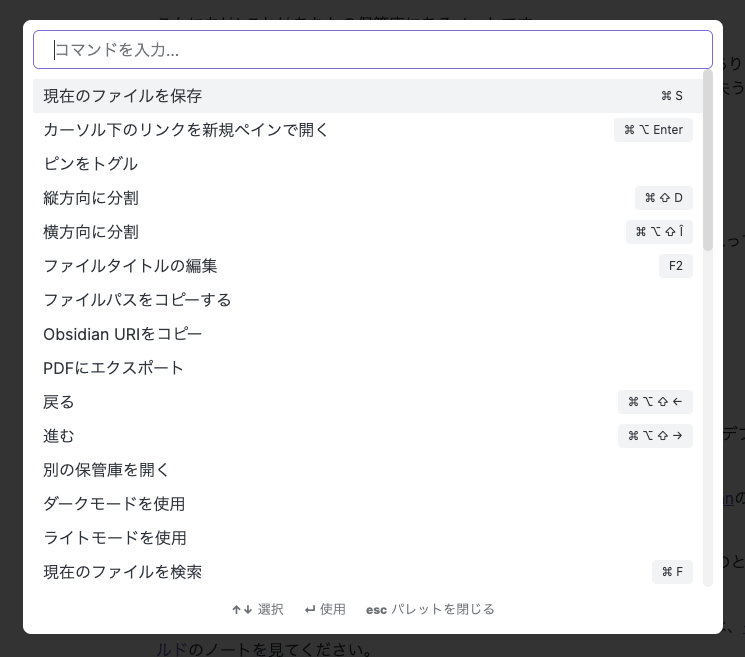 コマンドを入力...
現在のファイルを保存 ⌘ S
カーソル下のリンクを新規ペインで開く ⌘ ⌥ Enter
ピンをトグル
縦方向に分割 ⌘ ⇧ D
横方向に分割 ⌘ ⌥ ⇧ Î
ファイルタイトルの編集 F2
ファイルパスをコピーする
Obsidian URIをコピー
PDFにエクスポート
戻る ⌘ ⌥ ⇧ ←
進む ⌘ ⌥ ⇧ →
別の保管庫を開く
ダークモードを使用
ライトモードを使用
現在のファイルを検索 ⌘ F
↑↓ 選択 ↵ 使用 esc パレットを閉じる
ルドのノートを見てください。